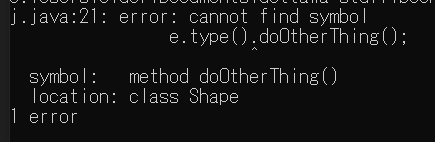 j.java:21: error: cannot find symbol
e.type().doOtherThing();
^
symbol: method doOtherThing()
location: class Shape
1 error